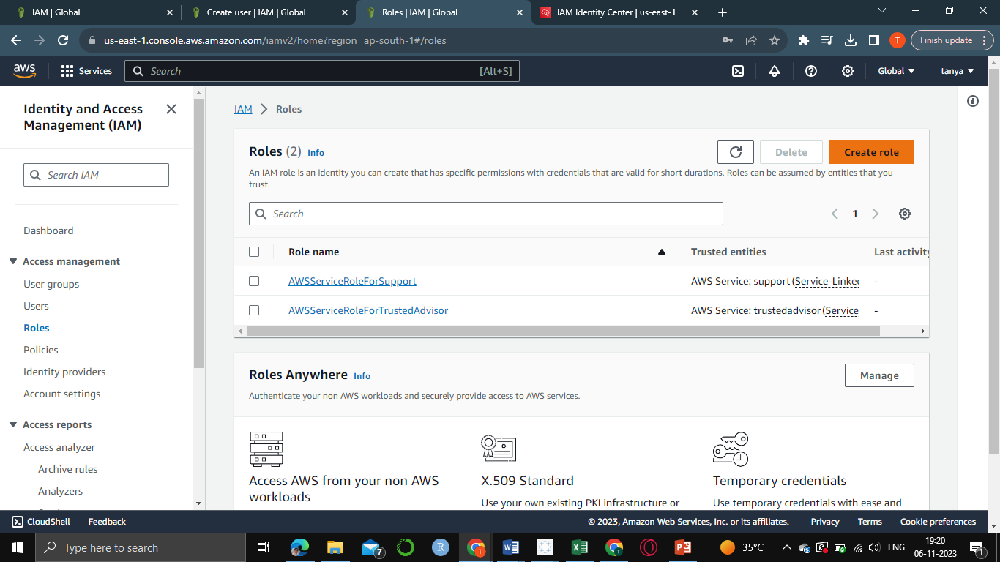 IAM | Global
Create user | IAM | Global
Roles | IAM | Global
IAM Identity Center | us-east-1
us-east-1.console.aws.amazon.com/iamv2/home?region=ap-south-1#/roles
T
Finish update
aws
Services
Search
[Alt+S]
Global
tanya
Identity and Access
Management (IAM)
Search IAM
Dashboard
Access management
User groups
Users
Roles
Policies
Identity providers
Account settings
Access reports
Access analyzer
Archive rules
Analyzers
IAM > Roles
Roles (2) Info
Delete
Create role
An IAM role is an identity you can create that has specific permissions with credentials that are valid for short durations. Roles can be assumed by entities that you
trust.
Search
1
Role name
Trusted entities
Last activity
AWSServiceRoleForSupport
AWS Service: support (Service-Linked
-
AWSServiceRoleForTrustedAdvisor
AWS Service: trustedadvisor (Service
-
Roles Anywhere Info
Manage
Authenticate your non AWS workloads and securely provide access to AWS services.
Access AWS from your non AWS
workloads
X.509 Standard
Use your own existing PKI infrastructure or
Temporary credentials
Use temporary credentials with ease and
CloudShell
Feedback
© 2023, Amazon Web Services, Inc. or its affiliates.
Privacy
Terms
Cookie preferences
Type here to search
7
R
T
35°C
ENG
19:20
06-11-2023
1